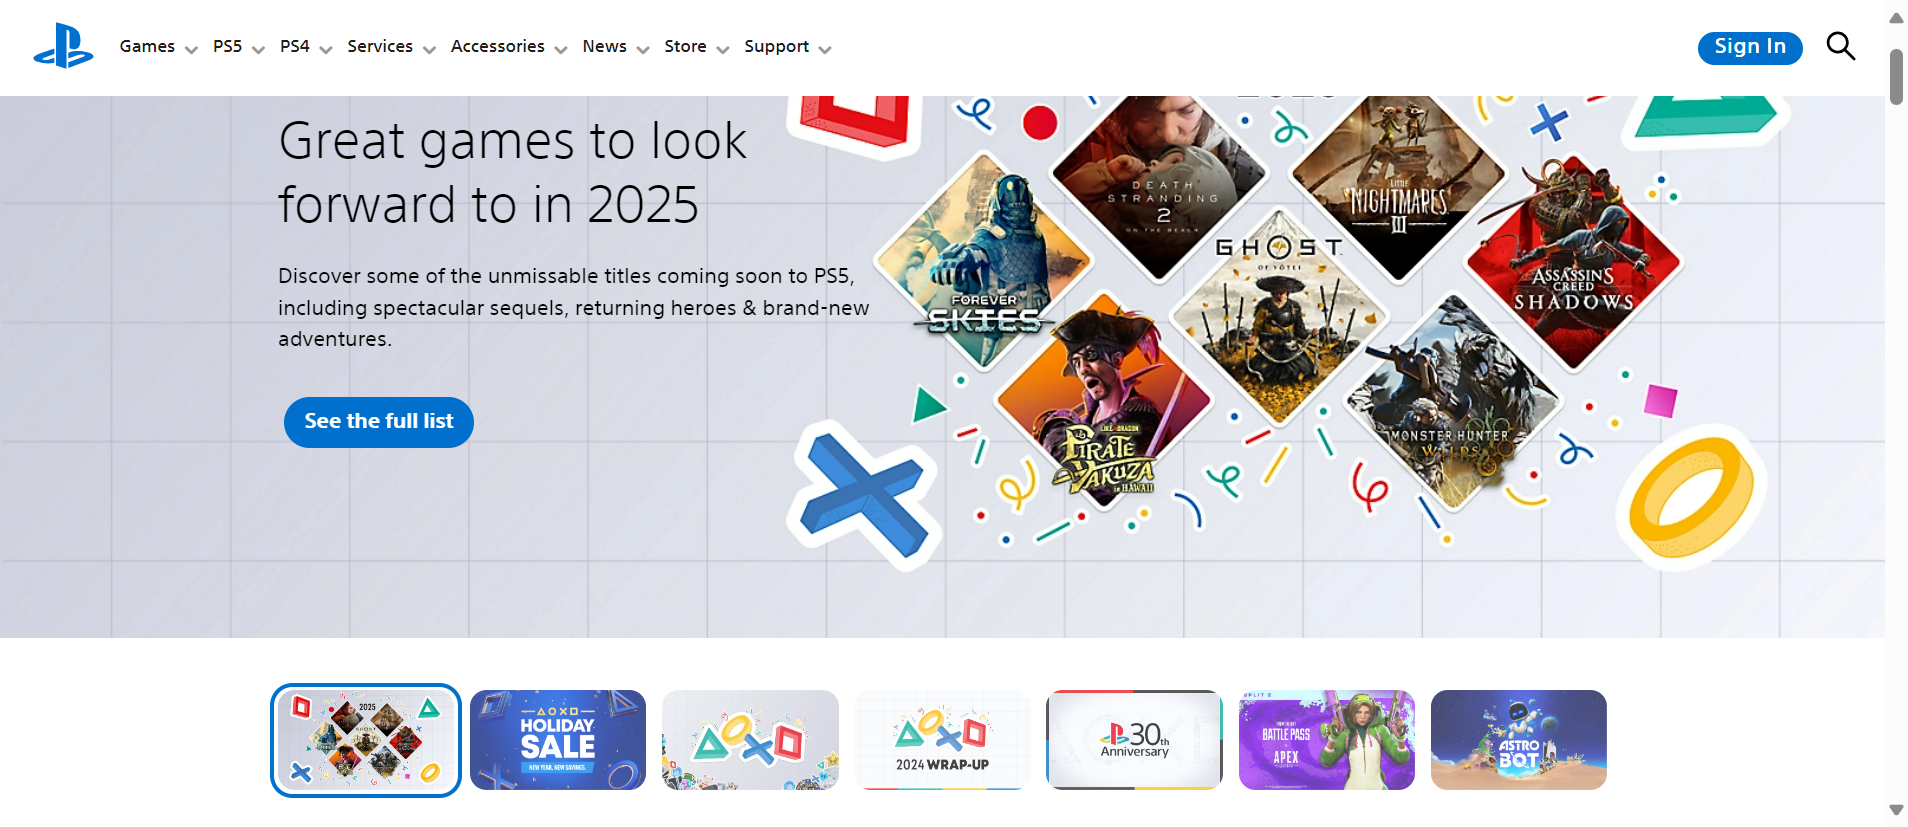 Games PS5 PS4 Services Accessories News Store Support Sign In
Great games to look
forward to in 2025
Discover some of the unmissable titles coming soon to PS5,
including spectacular sequels, returning heroes & brand-new
adventures.
See the full list
DEATH
STRANDING
2
ON THE BEACH
LITTLE
NIGHTMARES
III
GHOST
OF YŌTEI
FOREVER
SKIES
ASSASSIN'S
CREED
SHADOWS
LIKE A DRAGON
PIRATE
YAKUZA
in HAWAII
MONSTER HUNTER
WILDS
2025
HOLIDAY
SALE
NEW YEAR. NEW SAVINGS.
2024 WRAP-UP
30th
Anniversary
SPLIT 2
BATTLE PASS
APEX
ASTRO
BOT